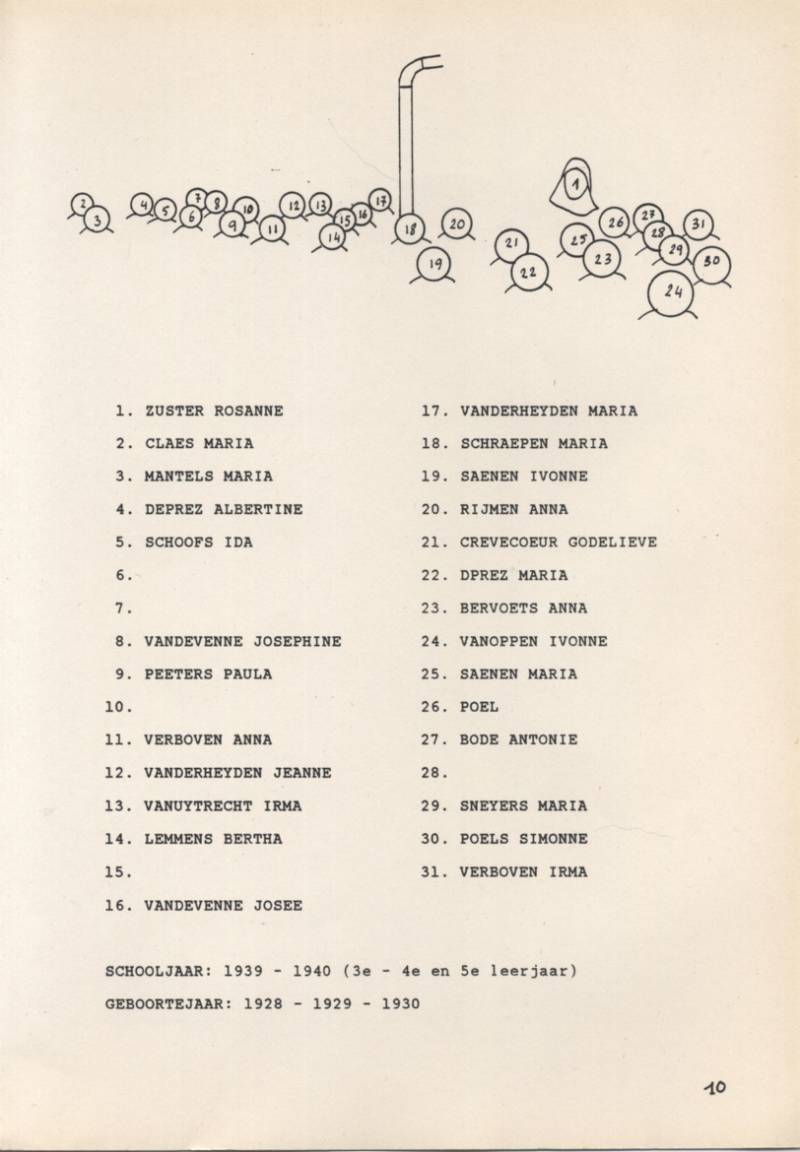 1
2
3
4
5
6
7
8
9
10
11
12
13
14
15
16
17
18
19
20
21
22
23
24
25
26
27
28
29
30
31
1. ZUSTER ROSANNE
2. CLAES MARIA
3. MANTELS MARIA
4. DEPREZ ALBERTINE
5. SCHOOFS IDA
6.
7.
8. VANDEVENNE JOSEPHINE
9. PEETERS PAULA
10.
11. VERBOVEN ANNA
12. VANDERHEYDEN JEANNE
13. VANUYTRECHT IRMA
14. LEMMENS BERTHA
15.
16. VANDEVENNE JOSEE
17. VANDERHEYDEN MARIA
18. SCHRAEPEN MARIA
19. SAENEN IVONNE
20. RIJMEN ANNA
21. CREVECOEUR GODELIEVE
22. DPREZ MARIA
23. BERVOETS ANNA
24. VANOPPEN IVONNE
25. SAENEN MARIA
26. POEL
27. BODE ANTONIE
28.
29. SNEYERS MARIA
30. POELS SIMONNE
31. VERBOVEN IRMA
SCHOOLJAAR: 1939 - 1940 (3e - 4e en 5e leerjaar)
GEBOORTEJAAR: 1928 - 1929 - 1930
10